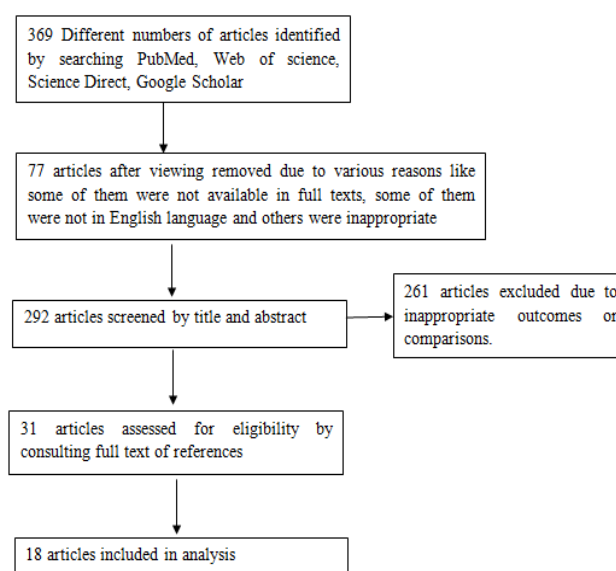 369 Different numbers of articles identified
by searching PubMed, Web of science,
Science Direct, Google Scholar
77 articles after viewing removed due to various reasons like
some of them were not available in full texts, some of them
were not in English language and others were inappropriate
292 articles screened by title and abstract
261 articles excluded due to
inappropriate outcomes or
comparisons.
31 articles assessed for eligibility by
consulting full text of references
18 articles included in analysis